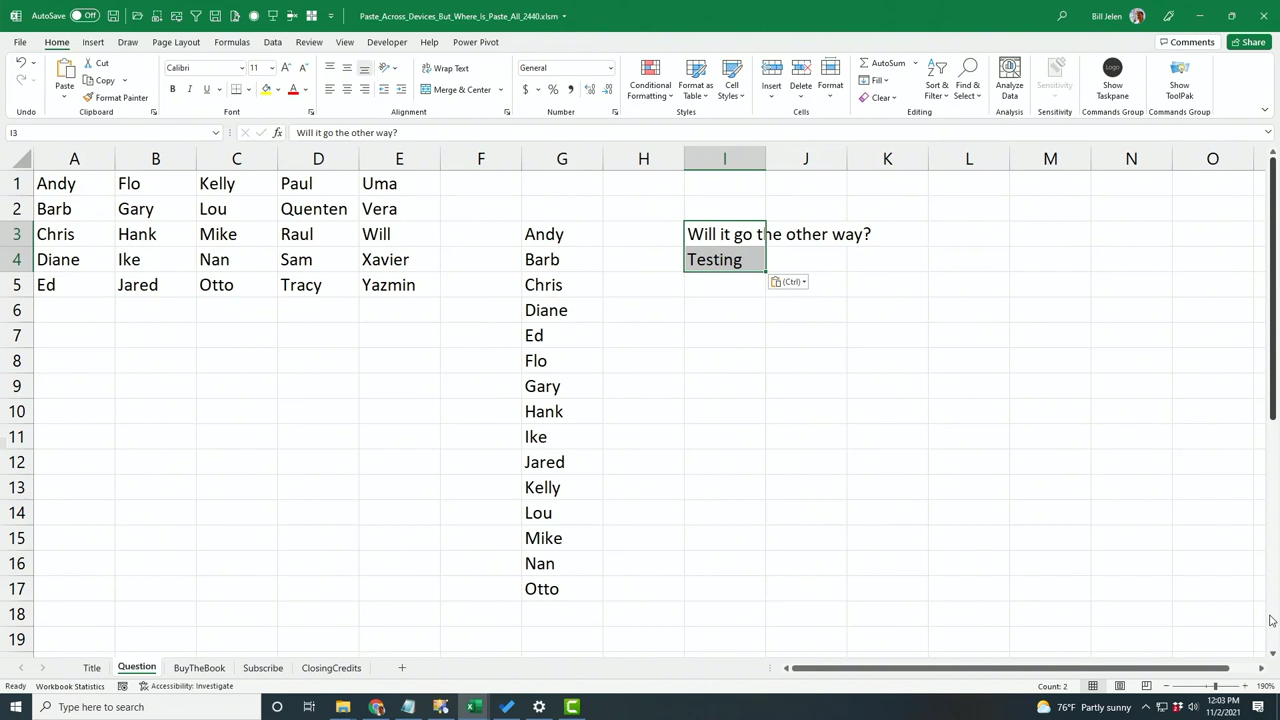 AutoSave Off Paste_Across_Devices_But_Where_Is_Paste_All_2440.xlsm Bill Jelen
File Home Insert Draw Page Layout Formulas Data Review View Developer Help Power Pivot Comments Share
Cut
Copy
Format Painter
Paste
Calibri 11
B I U A
Wrap Text
Merge & Center
General
$ % ,
Conditional Formatting
Format as Table
Cell Styles
Insert
Delete
Format
AutoSum
Fill
Clear
Sort & Filter
Find & Select
Analyze Data
Sensitivity
Logo
Show Taskpane
Show ToolPak
Undo Clipboard Font Alignment Number Styles Cells Editing Analysis Sensitivity Commands Group Commands Group
I3 fx Will it go the other way?
A B C D E F G H I J K L M N O
1 Andy Flo Kelly Paul Uma
2 Barb Gary Lou Quenten Vera
3 Chris Hank Mike Raul Will Andy Will it go the other way?
4 Diane Ike Nan Sam Xavier Barb Testing
5 Ed Jared Otto Tracy Yazmin Chris (Ctrl)
6 Diane
7 Ed
8 Flo
9 Gary
10 Hank
11 Ike
12 Jared
13 Kelly
14 Lou
15 Mike
16 Nan
17 Otto
18
19
Title Question BuyTheBook Subscribe ClosingCredits
Ready Workbook Statistics Accessibility: Investigate Count: 2 190%
Type here to search 76°F Partly sunny 12:03 PM
11/2/2021